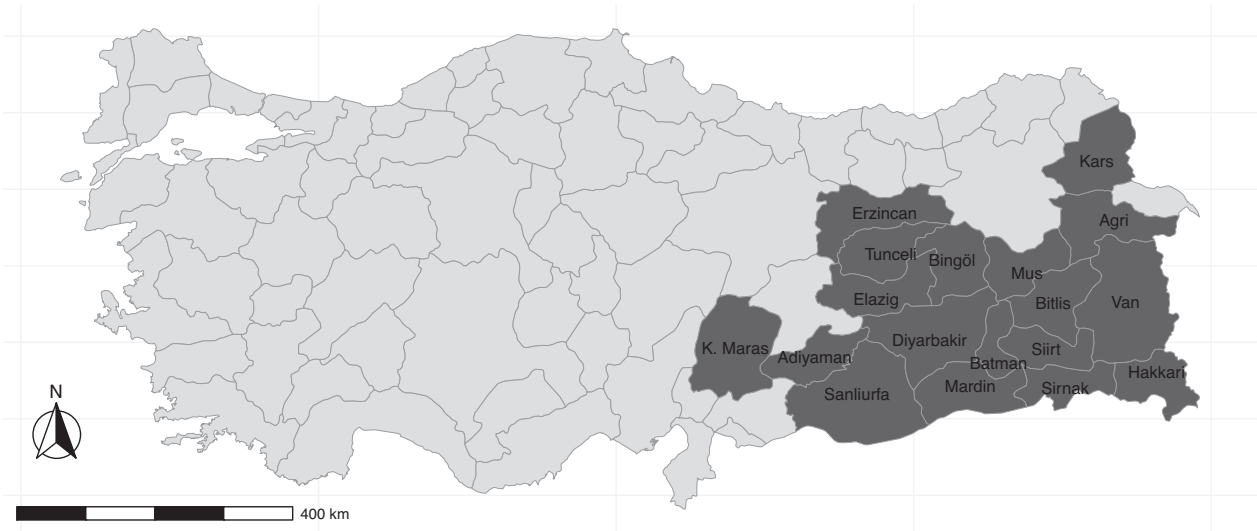 Kars
Erzincan
Agri
Tunceli
Bingöl
Mus
Elazig
Bitlis
Van
Diyarbakir
K. Maras
Siirt
Adiyaman
Batman
Hakkari
Mardin
Sirnak
Sanliurfa
N
400 km